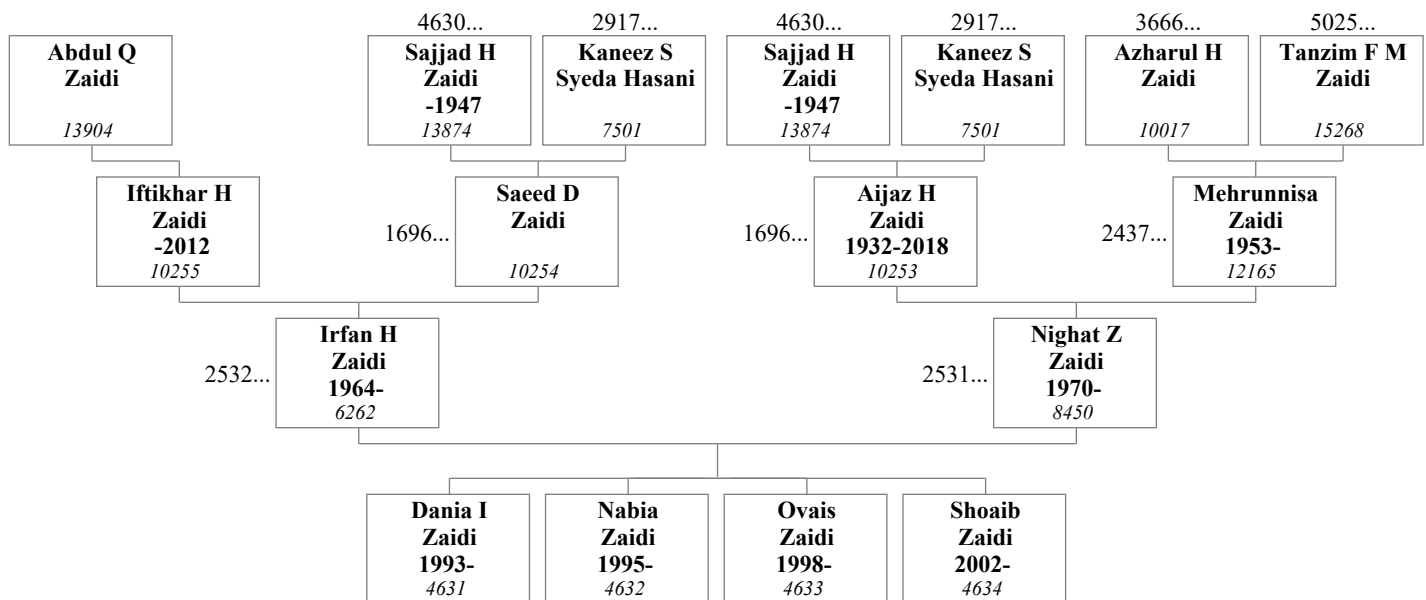 4630...
2917...
4630...
2917...
3666...
5025...
Abdul Q
Zaidi
13904
Sajjad H
Zaidi
-1947
13874
Kaneez S
Syeda Hasani
7501
Sajjad H
Zaidi
-1947
13874
Kaneez S
Syeda Hasani
7501
Azharul H
Zaidi
10017
Tanzim F M
Zaidi
15268
Iftikhar H
Zaidi
-2012
10255
1696...
Saeed D
Zaidi
10254
1696...
Aijaz H
Zaidi
1932-2018
10253
2437...
Mehrunnisa
Zaidi
1953-
12165
2532...
Irfan H
Zaidi
1964-
6262
2531...
Nighat Z
Zaidi
1970-
8450
Dania I
Zaidi
1993-
4631
Nabia
Zaidi
1995-
4632
Ovais
Zaidi
1998-
4633
Shoaib
Zaidi
2002-
4634